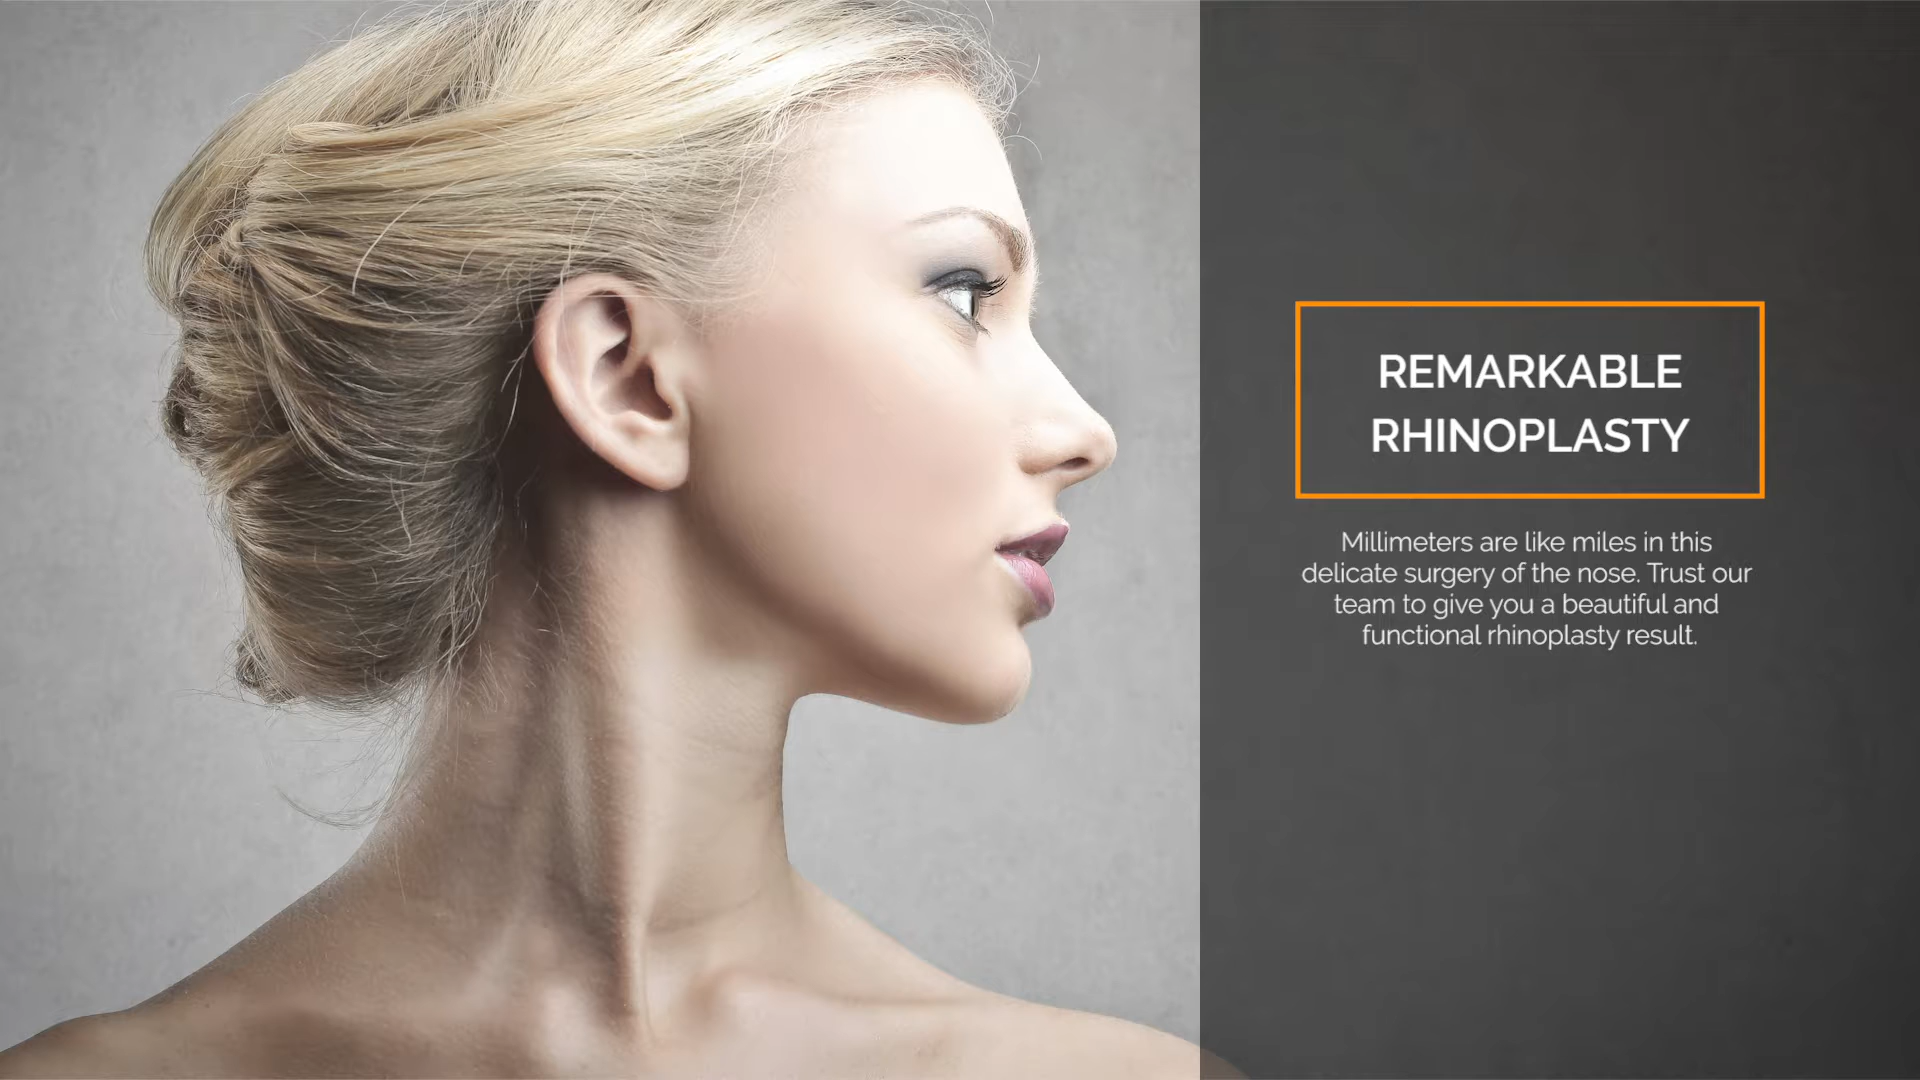 REMARKABLE
RHINOPLASTY
Millimeters are like miles in this
delicate surgery of the nose. Trust our
team to give you a beautiful and
functional rhinoplasty result.